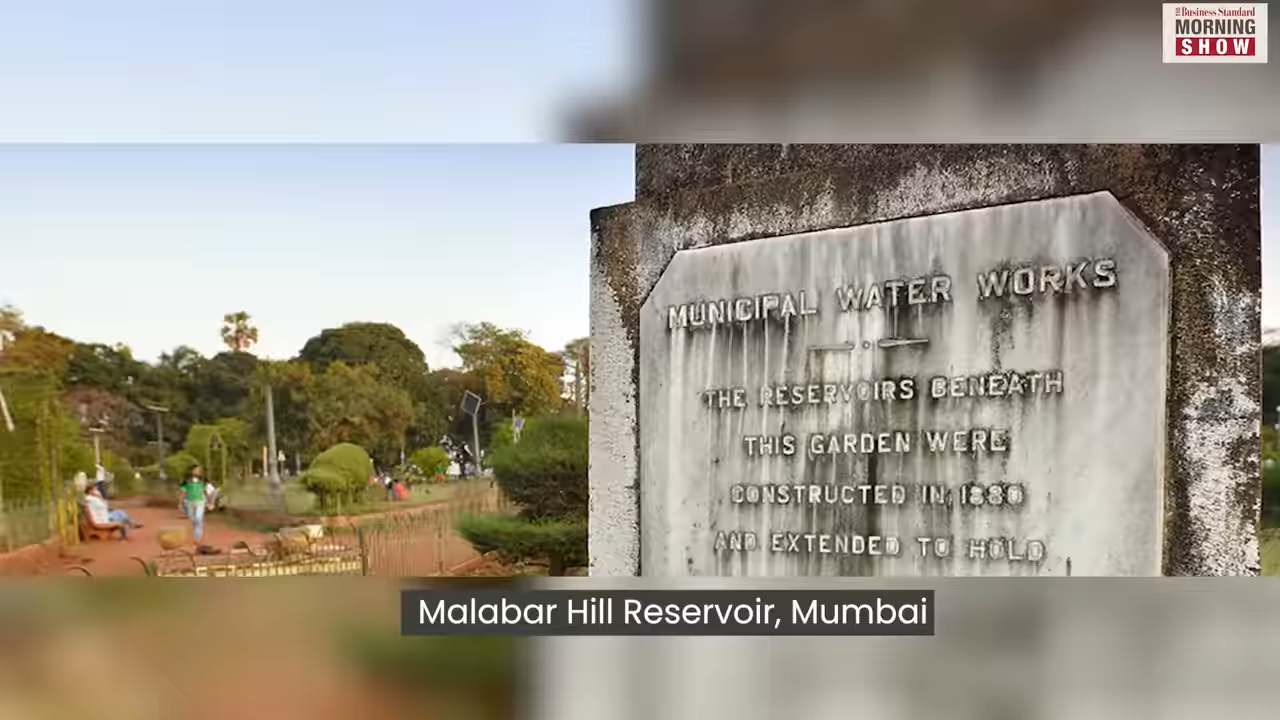 The Business Standard
MORNING
SHOW
MUNICIPAL WATER WORKS
THE RESERVOIRS BENEATH
THIS GARDEN WERE
CONSTRUCTED IN 1880
AND EXTENDED TO HOLD
Malabar Hill Reservoir, Mumbai